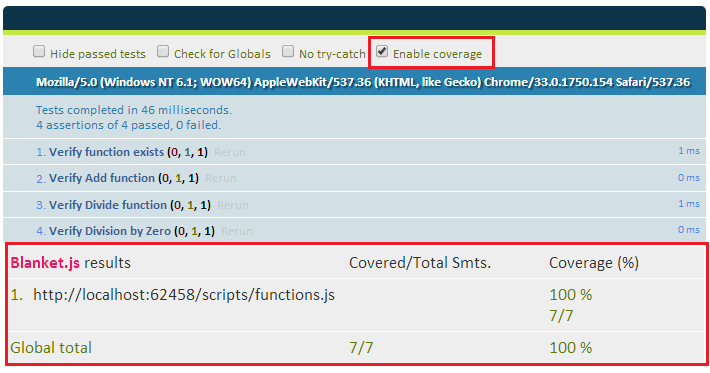 Hide passed tests Check for Globals No try-catch Enable coverage
Mozilla/5.0 (Windows NT 6.1; WOW64) AppleWebKit/537.36 (KHTML, like Gecko) Chrome/33.0.1750.154 Safari/537.36
Tests completed in 46 milliseconds.
4 assertions of 4 passed, 0 failed.
1. Verify function exists (0, 1, 1) Rerun 1 ms
2. Verify Add function (0, 1, 1) Rerun 0 ms
3. Verify Divide function (0, 1, 1) Rerun 1 ms
4. Verify Division by Zero (0, 1, 1) Rerun 0 ms
Blanket.js results Covered/Total Smts. Coverage (%)
1. http://localhost:62458/scripts/functions.js 100 %
7/7
Global total 7/7 100 %